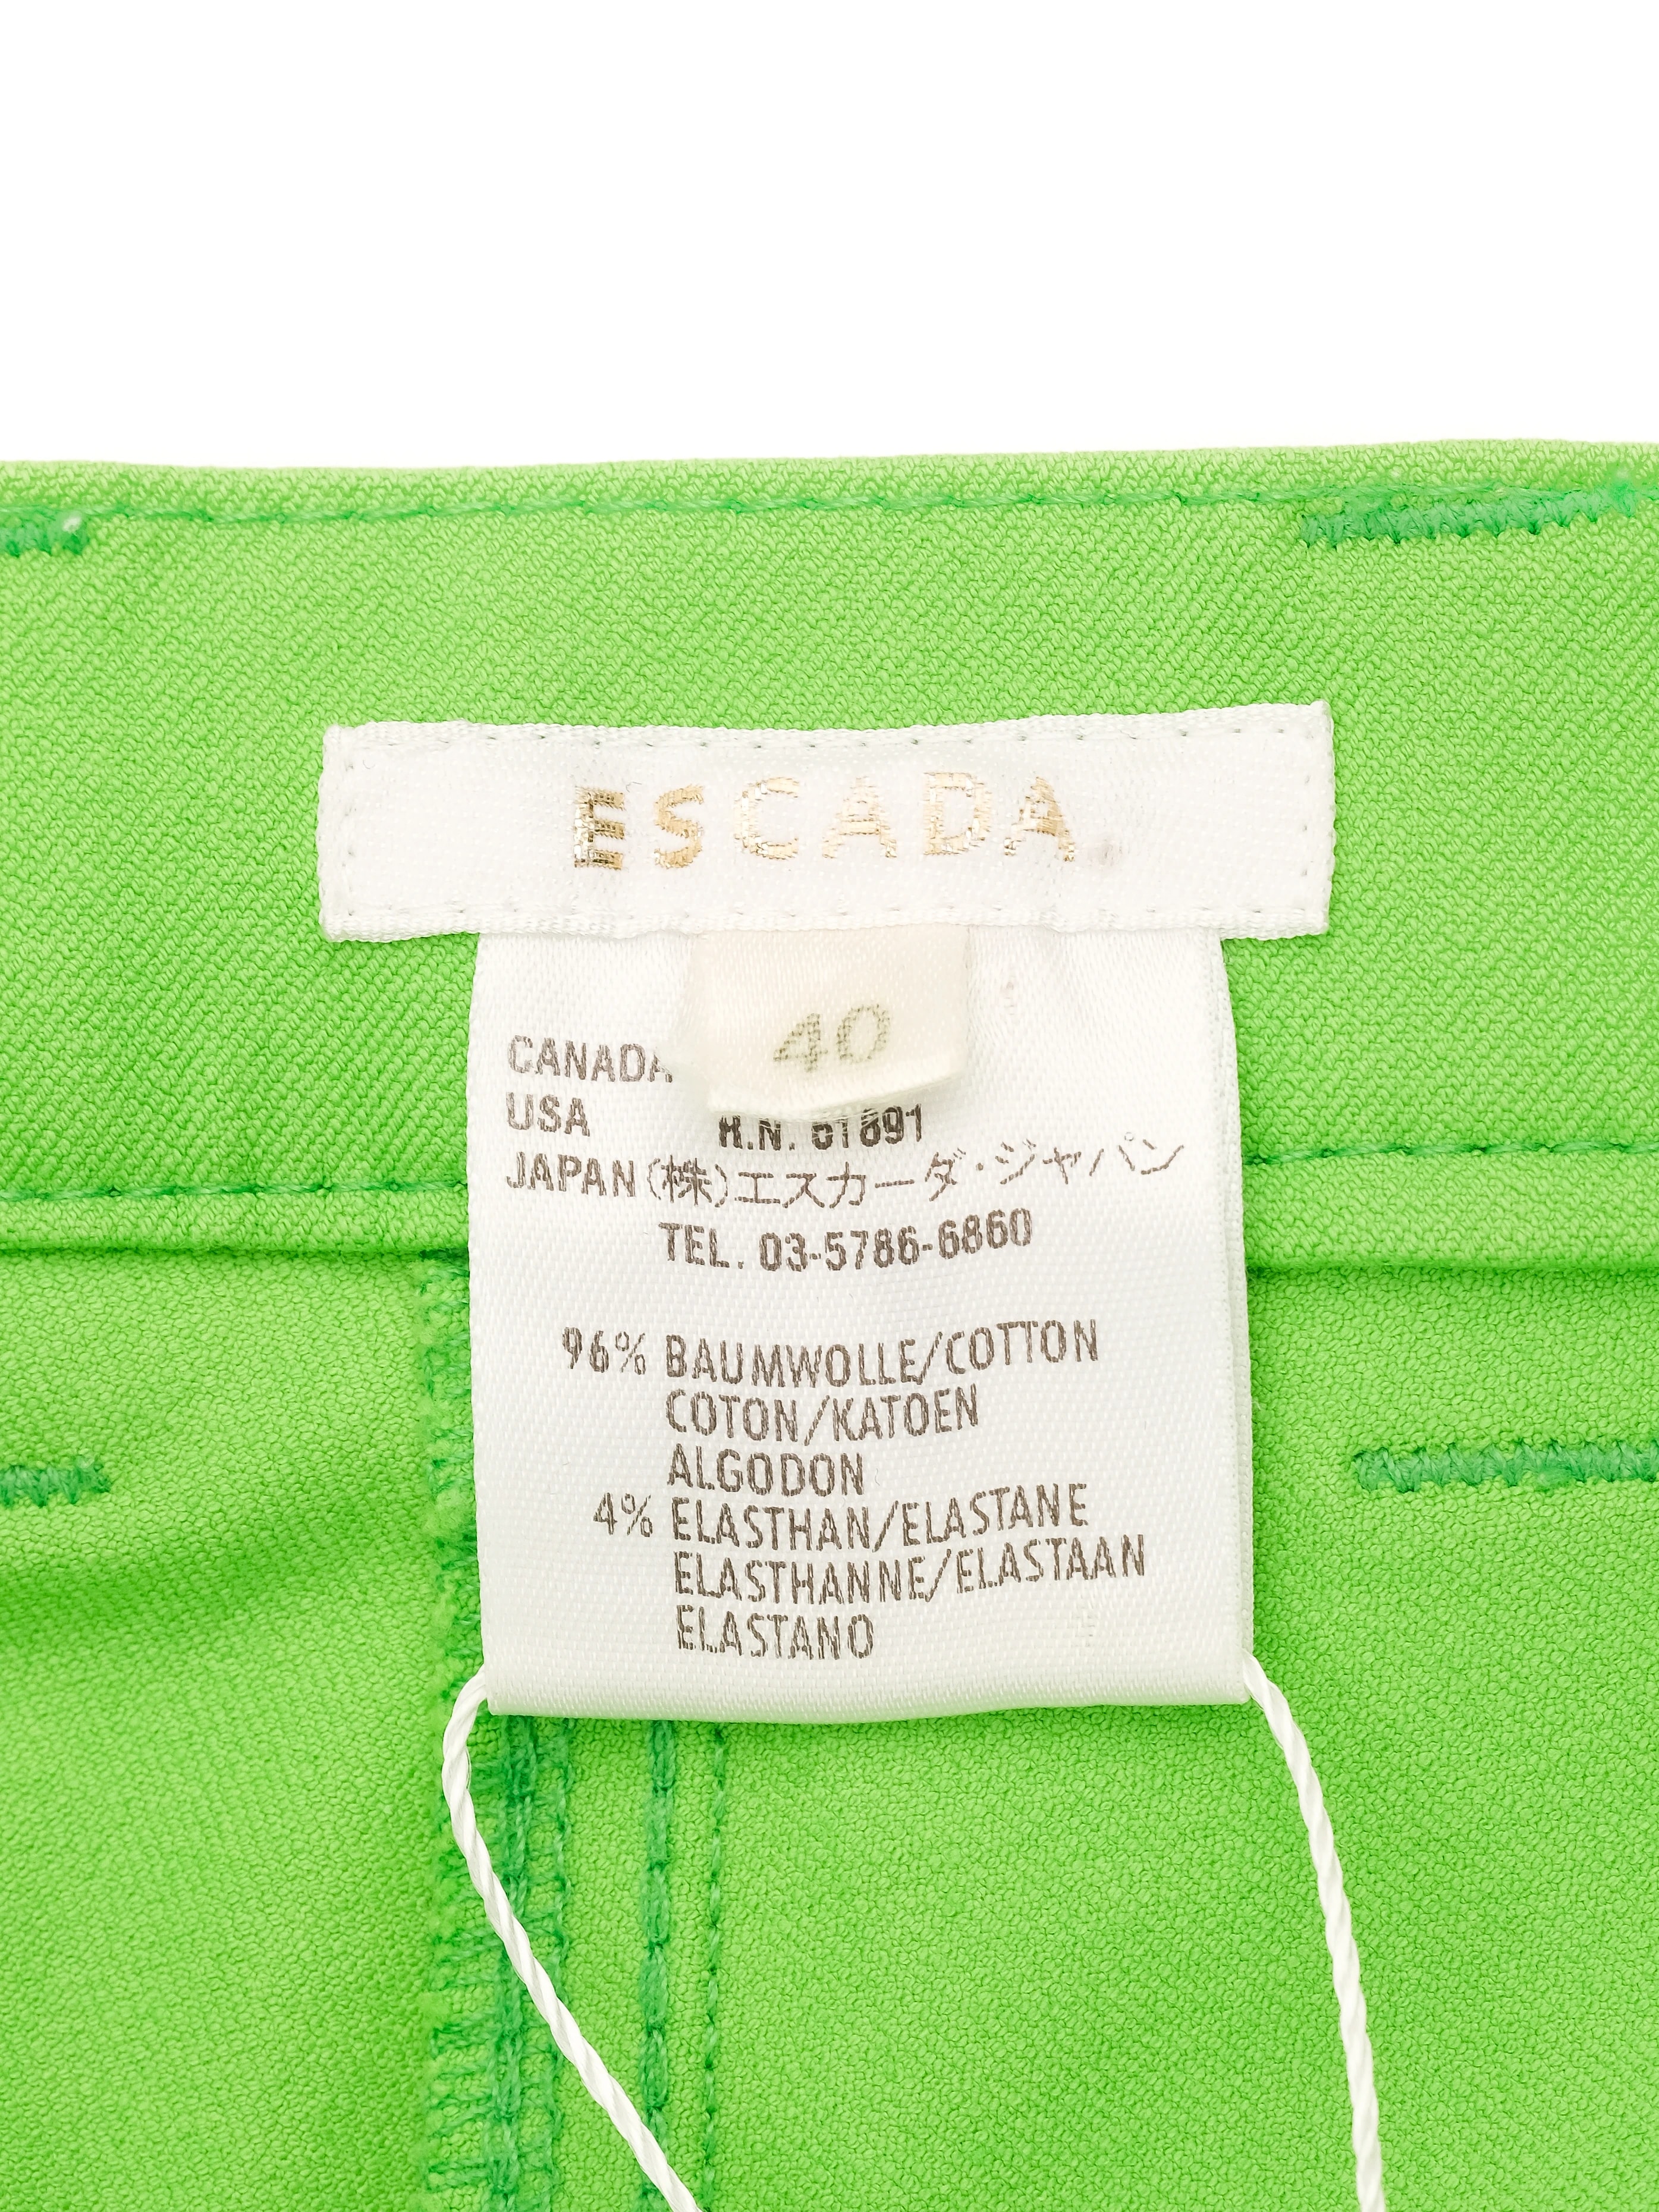 ESCADA
40
CANADA
USA R.N. 61891
JAPAN (株)エスカーダ・ジャパン
TEL. 03-5786-6860
96% BAUMWOLLE/COTTON
COTON/KATOEN
ALGODON
4% ELASTHAN/ELASTANE
ELASTHANNE/ELASTAAN
ELASTANO